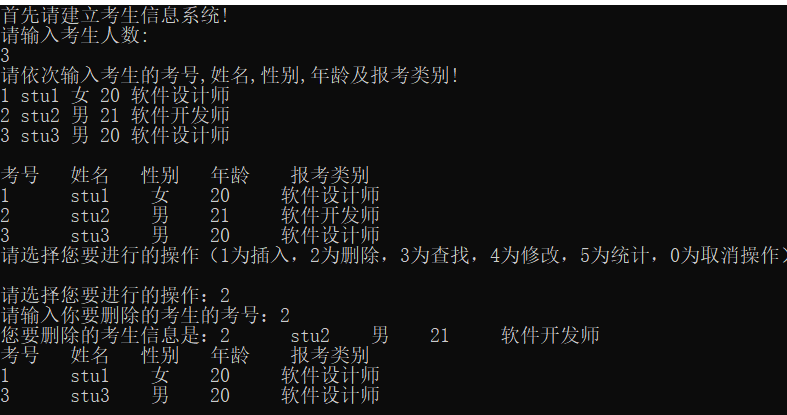 首先请建立考生信息系统!
请输入考生人数:
3
请依次输入考生的考号,姓名,性别,年龄及报考类别!
1 stu1 女 20 软件设计师
2 stu2 男 21 软件开发师
3 stu3 男 20 软件设计师
考号 姓名 性别 年龄 报考类别
1 stu1 女 20 软件设计师
2 stu2 男 21 软件开发师
3 stu3 男 20 软件设计师
请选择您要进行的操作（1为插入，2为删除，3为查找，4为修改，5为统计，0为取消操作）
请选择您要进行的操作：2
请输入你要删除的考生的考号：2
您要删除的考生信息是：2 stu2 男 21 软件开发师
考号 姓名 性别 年龄 报考类别
1 stu1 女 20 软件设计师
3 stu3 男 20 软件设计师